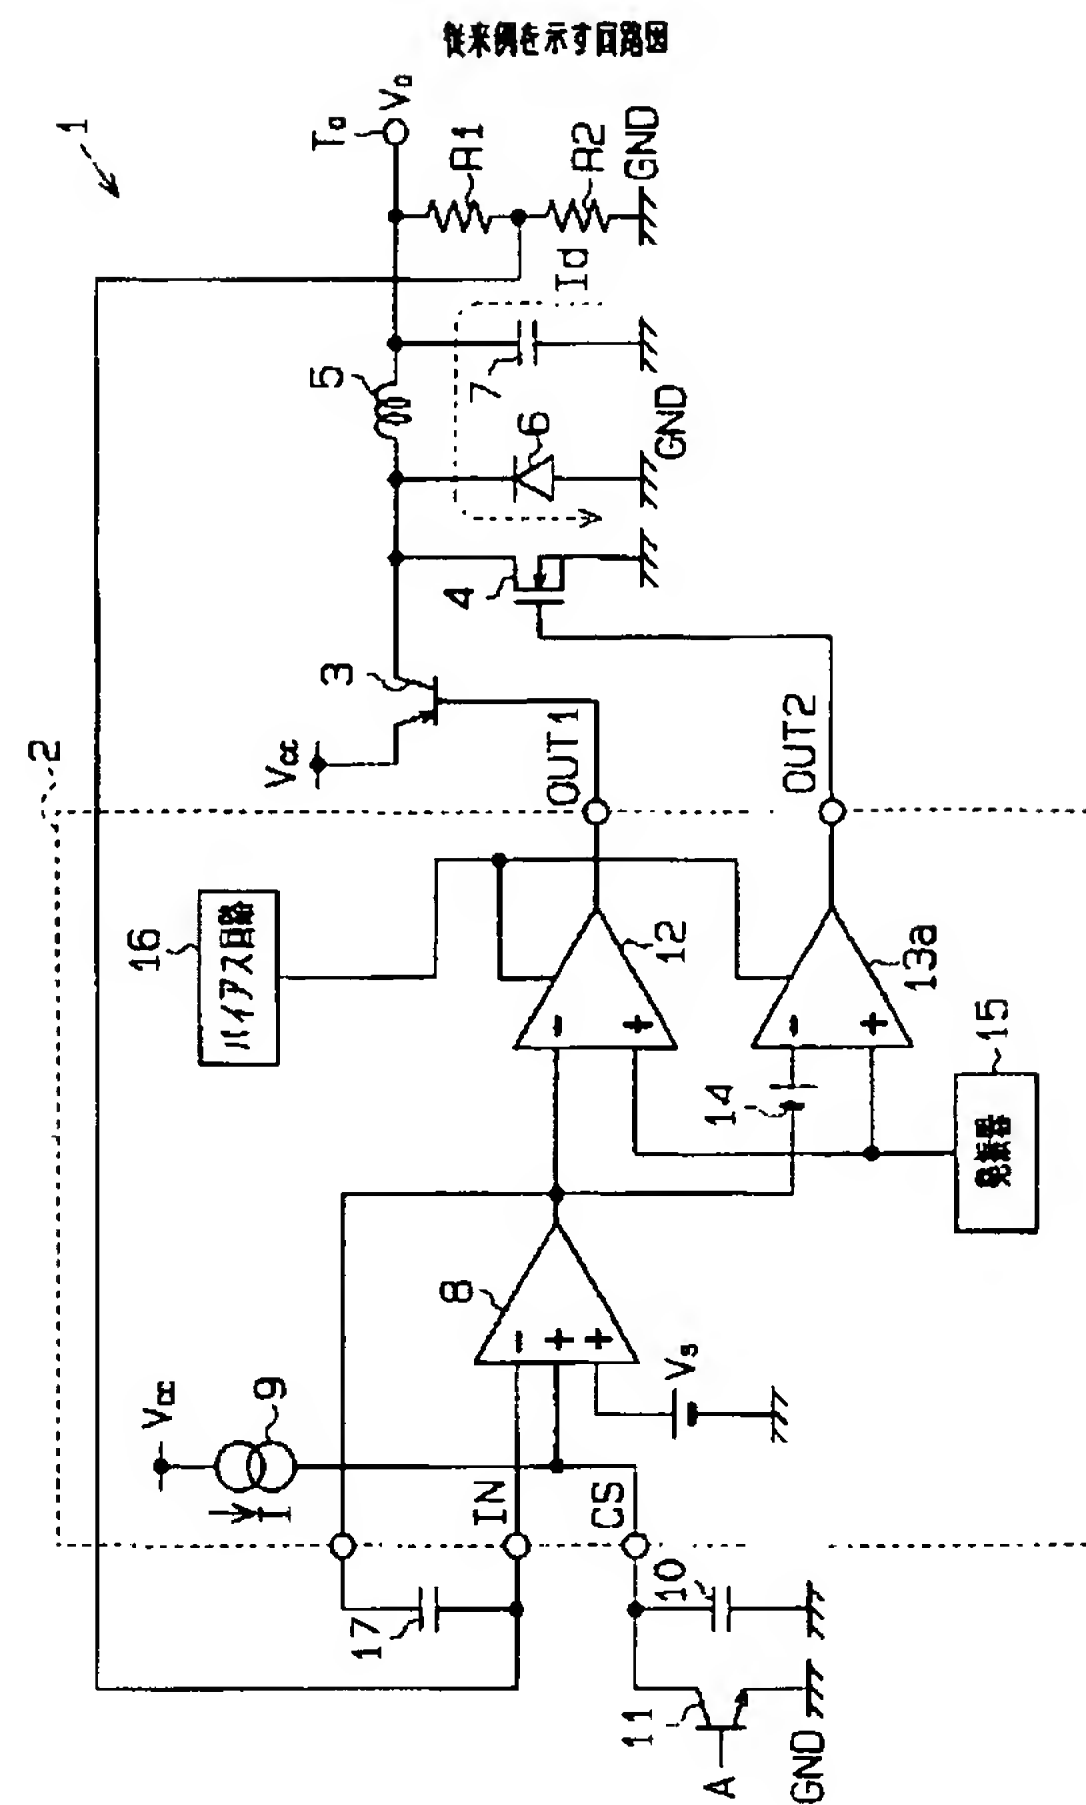 従来例を示す回路図
1
To
Vo
R1
R2
GND
Id
5
7
6
GND
4
3
Vcc
2
OUT1
OUT2
16
バイアス回路
12
13a
14
15
発振器
8
Vcc
9
I
Vs
IN
CS
17
10
11
A
GND